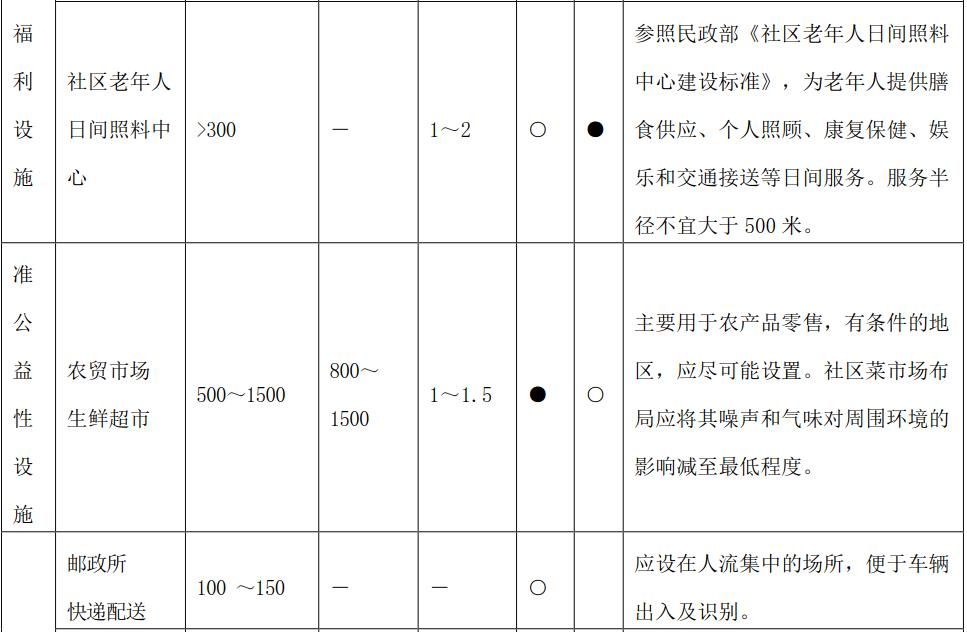 福
利
设
施
社区老年人
日间照料中
心
>300
—
1～2
○
●
参照民政部《社区老年人日间照料
中心建设标准》，为老年人提供膳
食供应、个人照顾、康复保健、娱
乐和交通接送等日间服务。服务半
径不宜大于 500 米。
准
公
益
性
设
施
农贸市场
生鲜超市
500～1500
800～
1500
1～1.5
●
○
主要用于农产品零售，有条件的地
区，应尽可能设置。社区菜市场布
局应将其噪声和气味对周围环境的
影响减至最低程度。
邮政所
快递配送
100 ～150
—
—
○
应设在人流集中的场所，便于车辆
出入及识别。